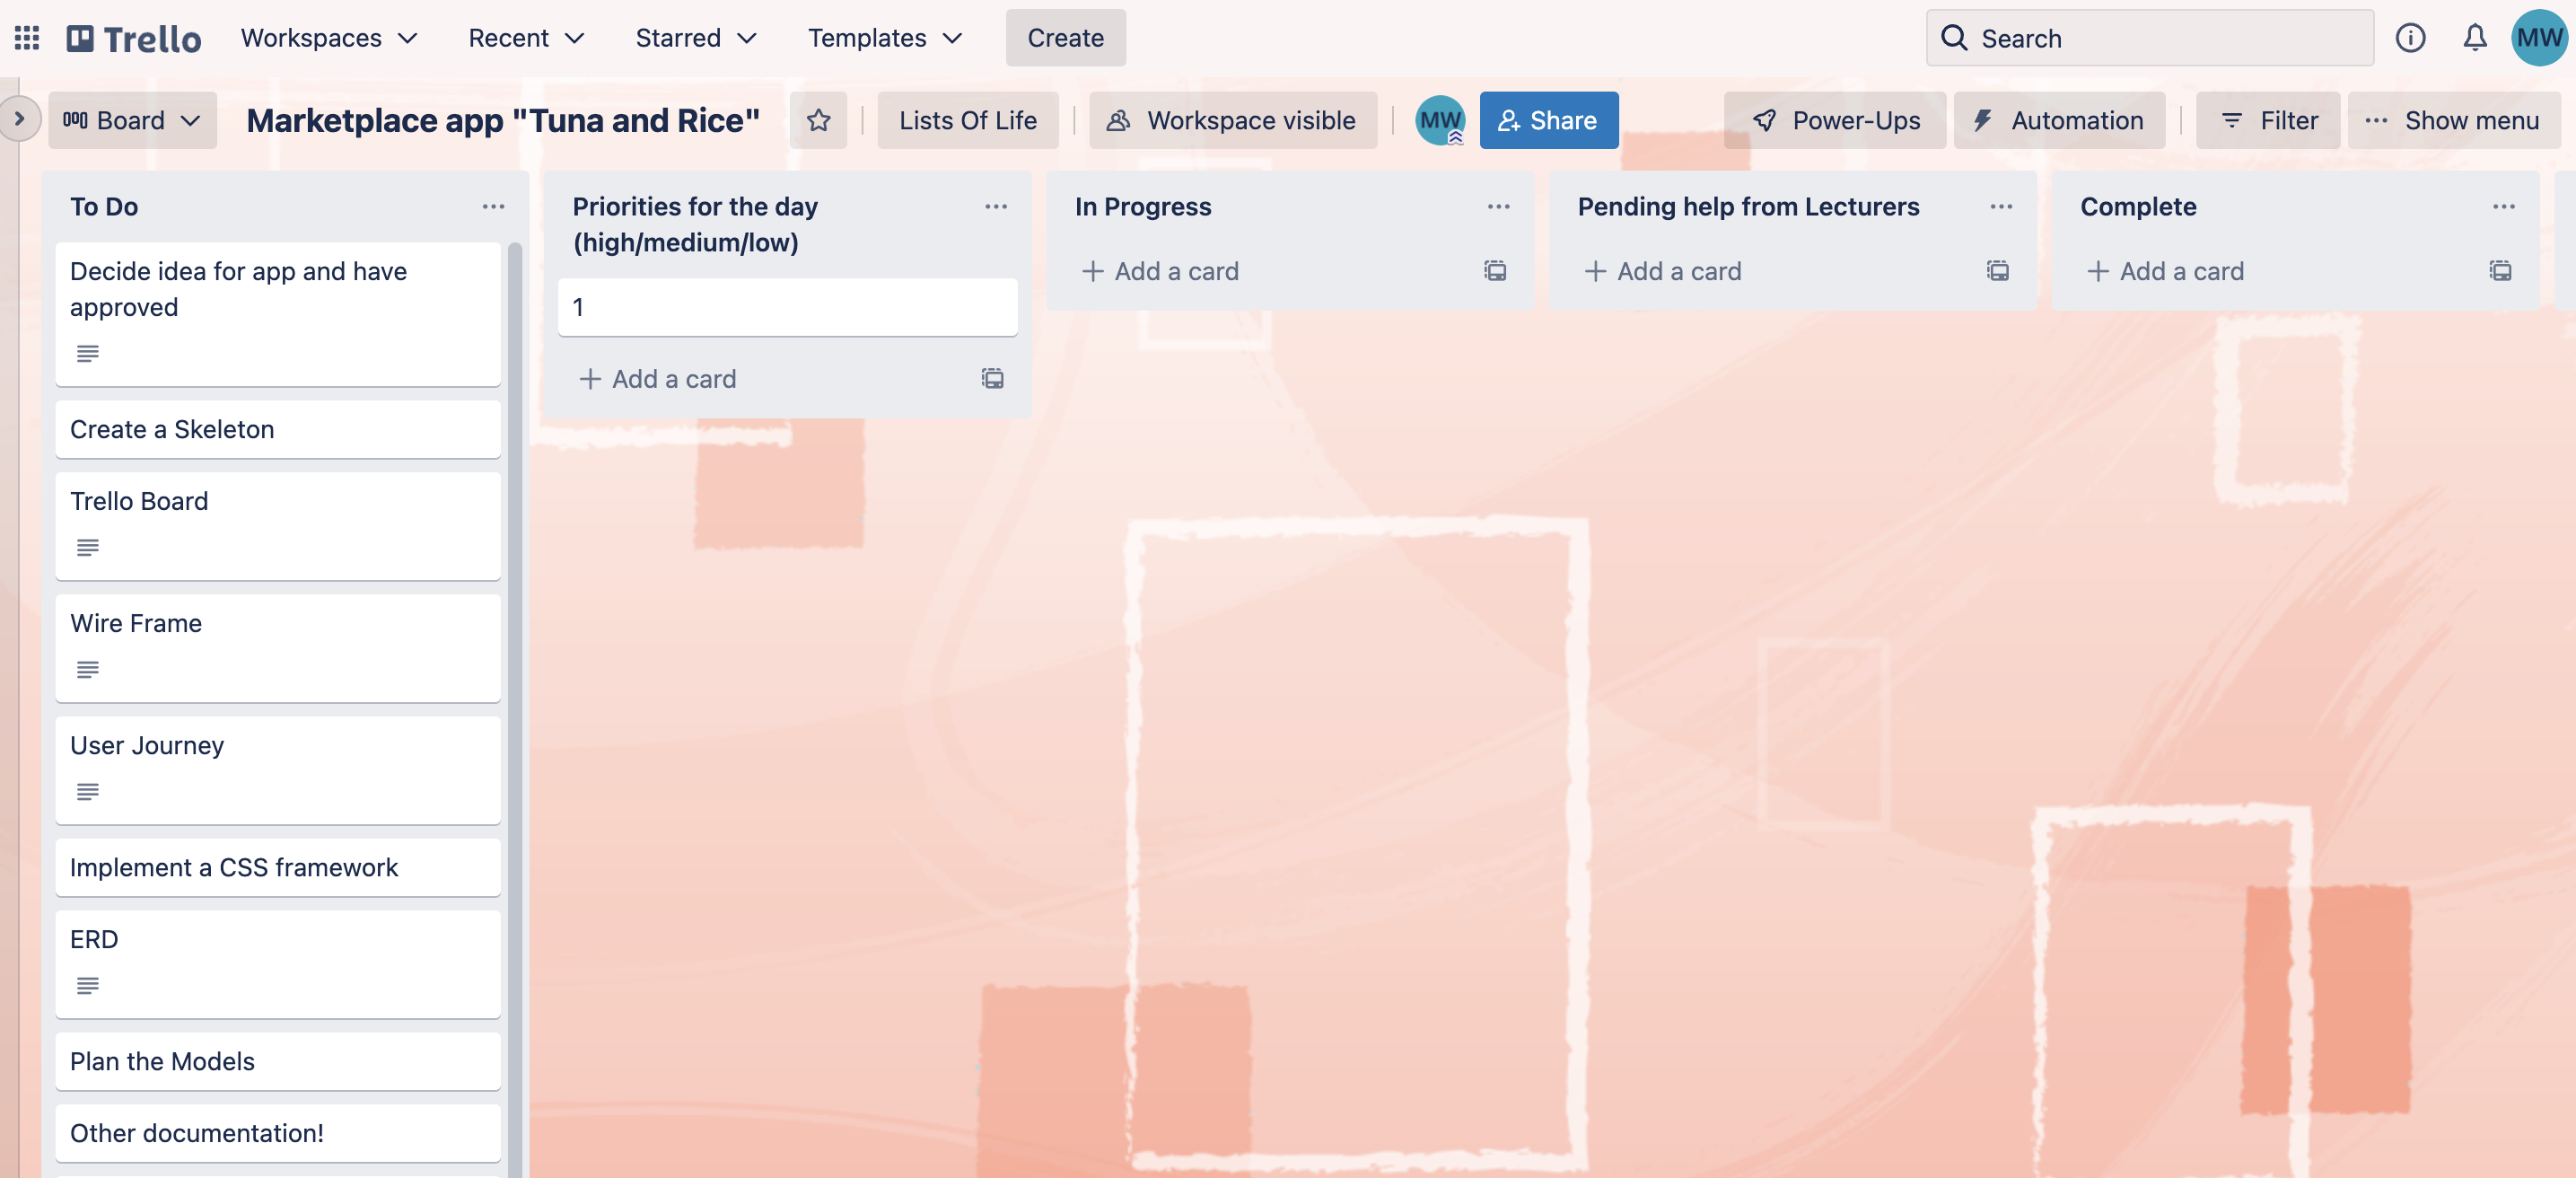 Trello
Workspaces
Recent
Starred
Templates
Create
Search
MW
Board
Marketplace app "Tuna and Rice"
Lists Of Life
Workspace visible
MW
Share
Power-Ups
Automation
Filter
Show menu
To Do
Decide idea for app and have
approved
Create a Skeleton
Trello Board
Wire Frame
User Journey
Implement a CSS framework
ERD
Plan the Models
Other documentation!
Priorities for the day
(high/medium/low)
1
Add a card
In Progress
Add a card
Pending help from Lecturers
Add a card
Complete
Add a card